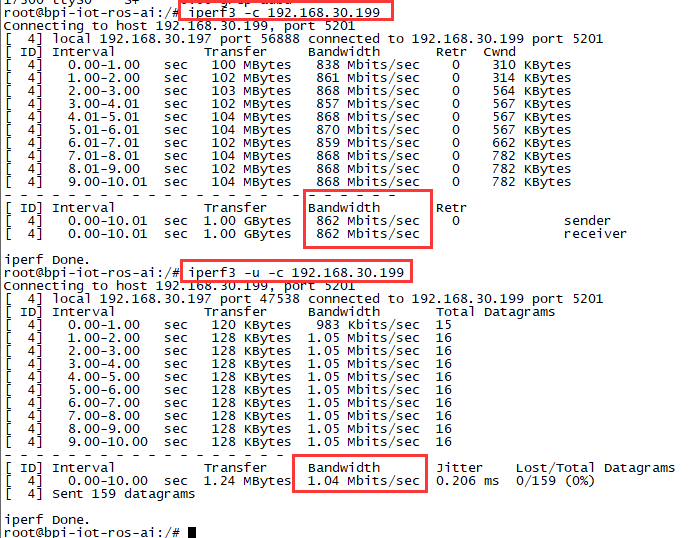 root@bpi-iot-ros-ai:/# iperf3 -c 192.168.30.199
Connecting to host 192.168.30.199, port 5201
[  4] local 192.168.30.197 port 56888 connected to 192.168.30.199 port 5201
[ ID] Interval           Transfer     Bandwidth       Retr  Cwnd
[  4]   0.00-1.00   sec   100 MBytes   838 Mbits/sec    0    310 KBytes
[  4]   1.00-2.00   sec   102 MBytes   861 Mbits/sec    0    314 KBytes
[  4]   2.00-3.00   sec   103 MBytes   868 Mbits/sec    0    564 KBytes
[  4]   3.00-4.01   sec   102 MBytes   857 Mbits/sec    0    567 KBytes
[  4]   4.01-5.01   sec   104 MBytes   868 Mbits/sec    0    567 KBytes
[  4]   5.01-6.01   sec   104 MBytes   870 Mbits/sec    0    567 KBytes
[  4]   6.01-7.01   sec   102 MBytes   859 Mbits/sec    0    662 KBytes
[  4]   7.01-8.01   sec   104 MBytes   868 Mbits/sec    0    782 KBytes
[  4]   8.01-9.00   sec   102 MBytes   868 Mbits/sec    0    782 KBytes
[  4]   9.00-10.01  sec   104 MBytes   868 Mbits/sec    0    782 KBytes
- - - - - - - - - - - - - - - - - - - - - - - - -
[ ID] Interval           Transfer     Bandwidth       Retr
[  4]   0.00-10.01  sec  1.00 GBytes   862 Mbits/sec    0             sender
[  4]   0.00-10.01  sec  1.00 GBytes   862 Mbits/sec                  receiver
iperf Done.
root@bpi-iot-ros-ai:/# iperf3 -u -c 192.168.30.199
Connecting to host 192.168.30.199, port 5201
[  4] local 192.168.30.197 port 47538 connected to 192.168.30.199 port 5201
[ ID] Interval           Transfer     Bandwidth       Total Datagrams
[  4]   0.00-1.00   sec   120 KBytes   983 Kbits/sec  15
[  4]   1.00-2.00   sec   128 KBytes  1.05 Mbits/sec  16
[  4]   2.00-3.00   sec   128 KBytes  1.05 Mbits/sec  16
[  4]   3.00-4.00   sec   128 KBytes  1.05 Mbits/sec  16
[  4]   4.00-5.00   sec   128 KBytes  1.05 Mbits/sec  16
[  4]   5.00-6.00   sec   128 KBytes  1.05 Mbits/sec  16
[  4]   6.00-7.00   sec   128 KBytes  1.05 Mbits/sec  16
[  4]   7.00-8.00   sec   128 KBytes  1.05 Mbits/sec  16
[  4]   8.00-9.00   sec   128 KBytes  1.05 Mbits/sec  16
[  4]   9.00-10.00  sec   128 KBytes  1.05 Mbits/sec  16
- - - - - - - - - - - - - - - - - - - - - - - - -
[ ID] Interval           Transfer     Bandwidth       Jitter    Lost/Total Datagrams
[  4]   0.00-10.00  sec  1.24 MBytes  1.04 Mbits/sec  0.206 ms  0/159 (0%)
[  4] Sent 159 datagrams
iperf Done.
root@bpi-iot-ros-ai:/#